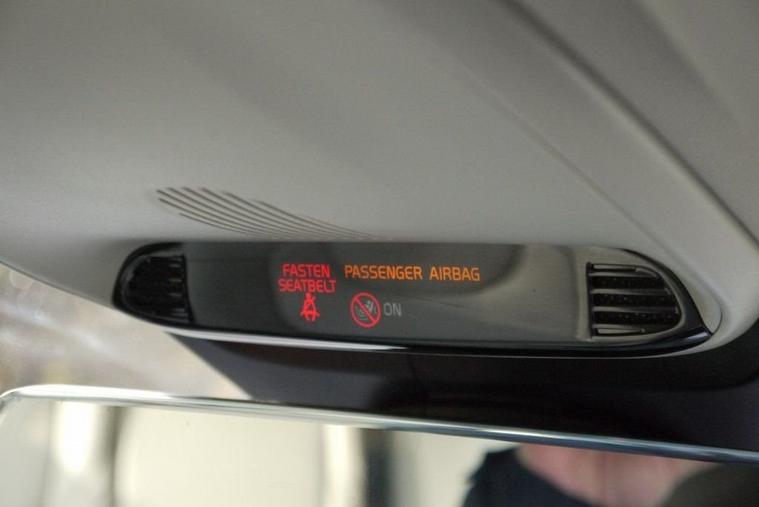 FASTEN
SEATBELT
PASSENGER AIRBAG
ON